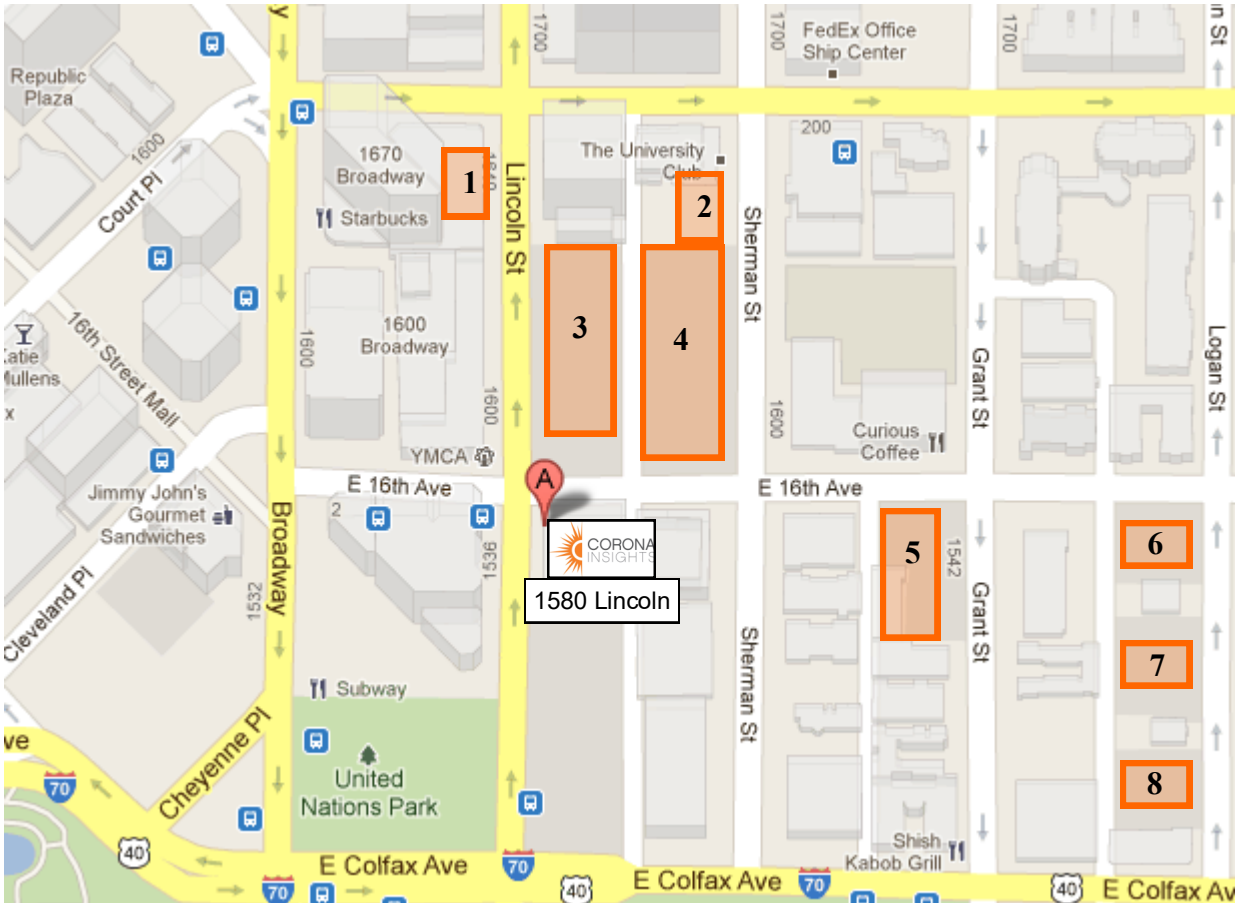 y
1700
1700
1700
n St
FedEx Office
Ship Center
Republic
Plaza
1600
Court Pl
1670
Broadway
1
Starbucks
Lincoln St
The University
Club
2
200
Sherman St
16th Street Mall
Katie
Mullens
x
1600
1600
Broadway
1600
3
4
1600
Grant St
Logan St
Curious
Coffee
YMCA
A
E 16th Ave
E 16th Ave
Jimmy John's
Gourmet
Sandwiches
2
Broadway
1532
1536
CORONA
INSIGHTS
1580 Lincoln
5
1542
6
Grant St
Cleveland Pl
Sherman St
7
Subway
ve
70
Cheyenne Pl
United
Nations Park
8
40
Shish
Kabob Grill
E Colfax Ave
70
E Colfax Ave
70
40
E Colfax Av
70
40